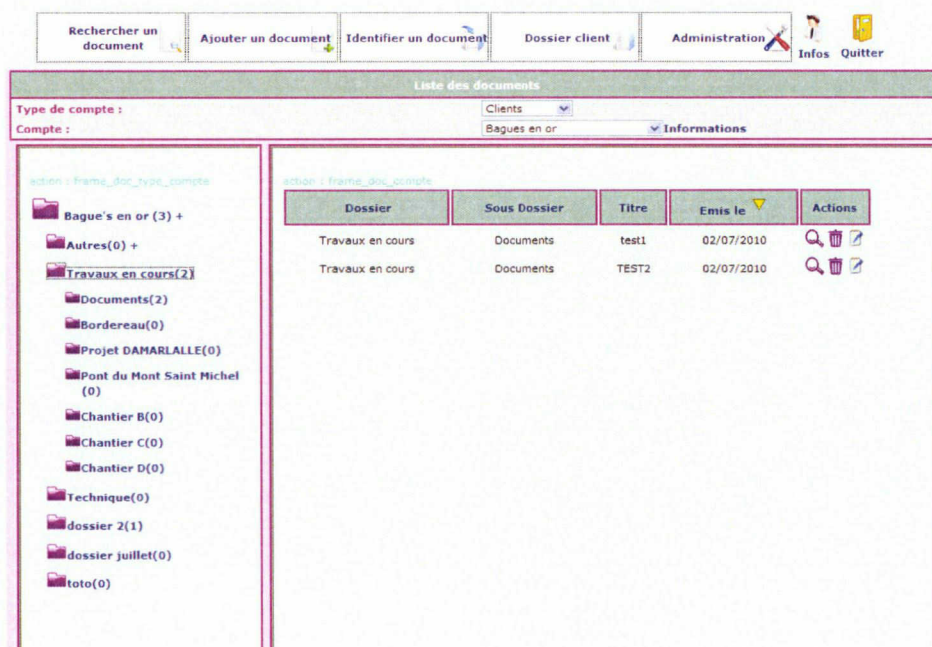 Rechercher un
document
Ajouter un document
Identifier un document
Dossier client
Administration
Infos
Quitter
Liste des documents
Type de compte :
Clients
Compte :
Bagues en or
Informations
action : frame_doc_type_compte
Bague's en or (3) +
Autres(0) +
Travaux en cours(2)
Documents(2)
Bordereau(0)
Projet DAMARLALLE(0)
Pont du Mont Saint Michel
(0)
Chantier B(0)
Chantier C(0)
Chantier D(0)
Technique(0)
dossier 2(1)
dossier juillet(0)
toto(0)
action : frame_doc_compte
Dossier Sous Dossier Titre Emis le Actions
Travaux en cours Documents test1 02/07/2010
Travaux en cours Documents TEST2 02/07/2010